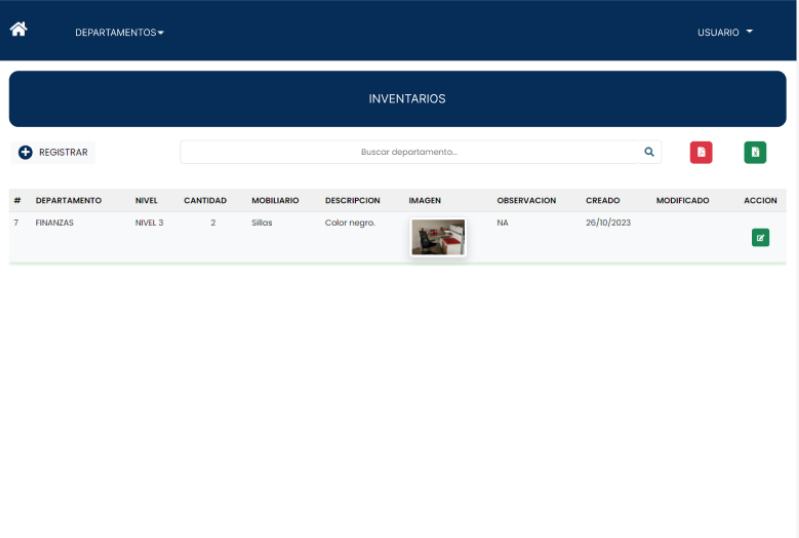 DEPARTAMENTOS
USUARIO
INVENTARIOS
REGISTRAR
Buscar departamento...
# DEPARTAMENTO NIVEL CANTIDAD MOBILIARIO DESCRIPCION IMAGEN OBSERVACION CREADO MODIFICADO ACCION
7 FINANZAS NIVEL 3 2 Sillas Color negro. NA 26/10/2023